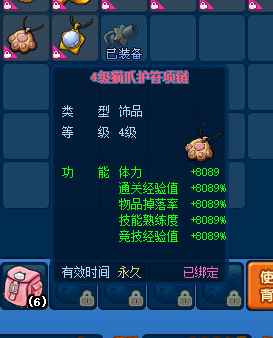 已装备
4级猫爪护符项链
类 型 饰品
等 级 4级
功 能 体力 +8089
通关经验值 +8089%
物品掉落率 +8089%
技能熟练度 +8089%
竞技经验值 +8089%
有效时间 永久 已绑定
(6)
使
背